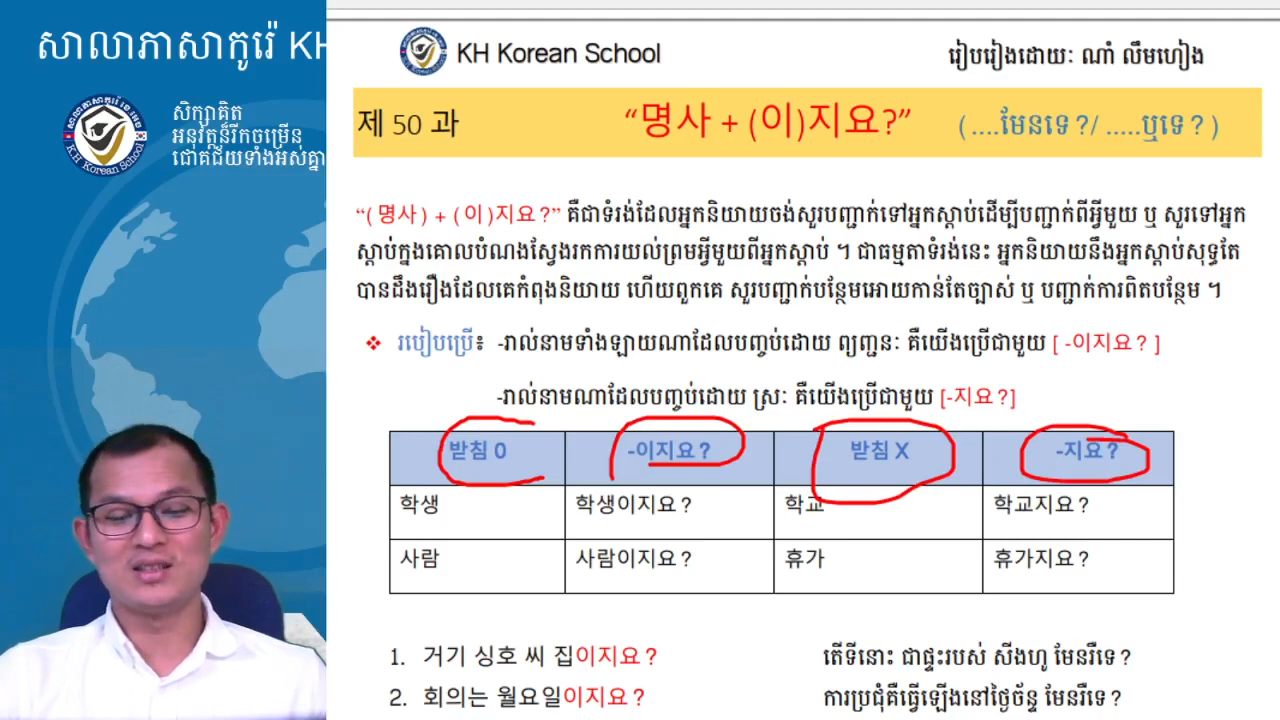 សាលាភាសាកូរ៉េ KH
សិក្សាគិត
អនុវត្តន៍រីកចម្រើន
ជោគជ័យទាំងអស់គ្នា
KH Korean School
រៀបរៀងដោយ: ណាំ លឹមហៀង
제 50 과 “명사 + (이)지요?” (....មែនទេ?/ .....ឬទេ?)
“(명사) + (이)지요?” គឺជាទំរង់ដែលអ្នកនិយាយចង់សួរបញ្ជាក់ទៅអ្នកស្តាប់ដើម្បីបញ្ជាក់ពីអ្វីមួយ ឬ សួរទៅអ្នក
ស្តាប់ក្នុងគោលបំណងស្វែងរកការយល់ព្រមអ្វីមួយពីអ្នកស្តាប់ ។ ជាធម្មតាទំរង់នេះ អ្នកនិយាយនឹងអ្នកស្តាប់សុទ្ធតែ
បានដឹងរឿងដែលគេកំពុងនិយាយ ហើយពួកគេ សួរបញ្ជាក់បន្ថែមអោយកាន់តែច្បាស់ ឬ បញ្ជាក់ការពិតបន្ថែម ។
❖ របៀបប្រើ៖ -រាល់នាមទាំងឡាយណាដែលបញ្ចប់ដោយ ព្យញ្ជនៈ គឺយើងប្រើជាមួយ [ -이지요? ]
-រាល់នាមណាដែលបញ្ចប់ដោយ ស្រៈ គឺយើងប្រើជាមួយ [-지요?]
받침 0 -이지요? 받침 X -지요?
학생 학생이지요? 학교 학교지요?
사람 사람이지요? 휴가 휴가지요?
1. 거기 싱호 씨 집이지요? តើទីនោះ ជាផ្ទះរបស់ ស៊ីងហូ មែនរឺទេ?
2. 회의는 월요일이지요? ការប្រជុំគឺធ្វើឡើងនៅថ្ងៃច័ន្ទ មែនរឺទេ?